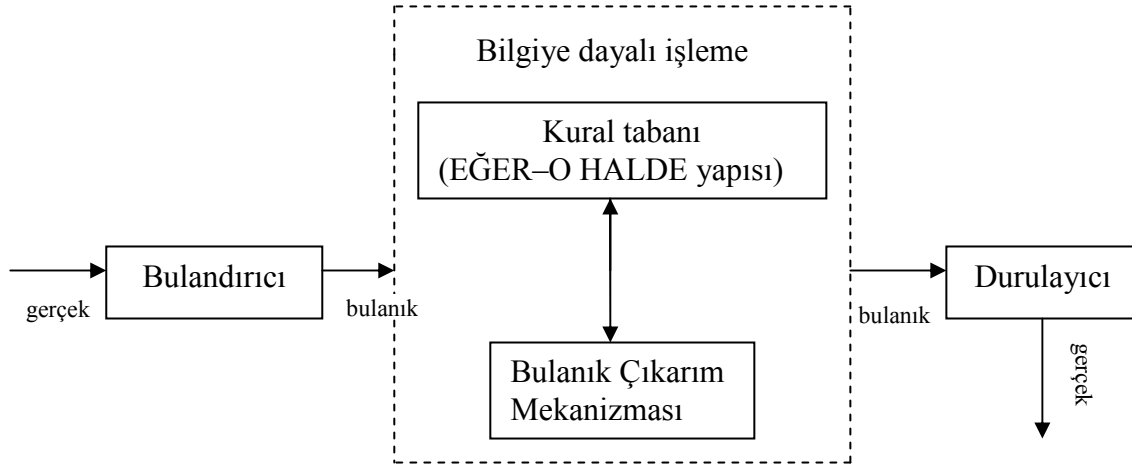 Bilgiye dayalı işleme
Kural tabanı
(EĞER–O HALDE yapısı)
Bulandırıcı
Durulayıcı
gerçek
bulanık
bulanık
gerçek
Bulanık Çıkarım
Mekanizması